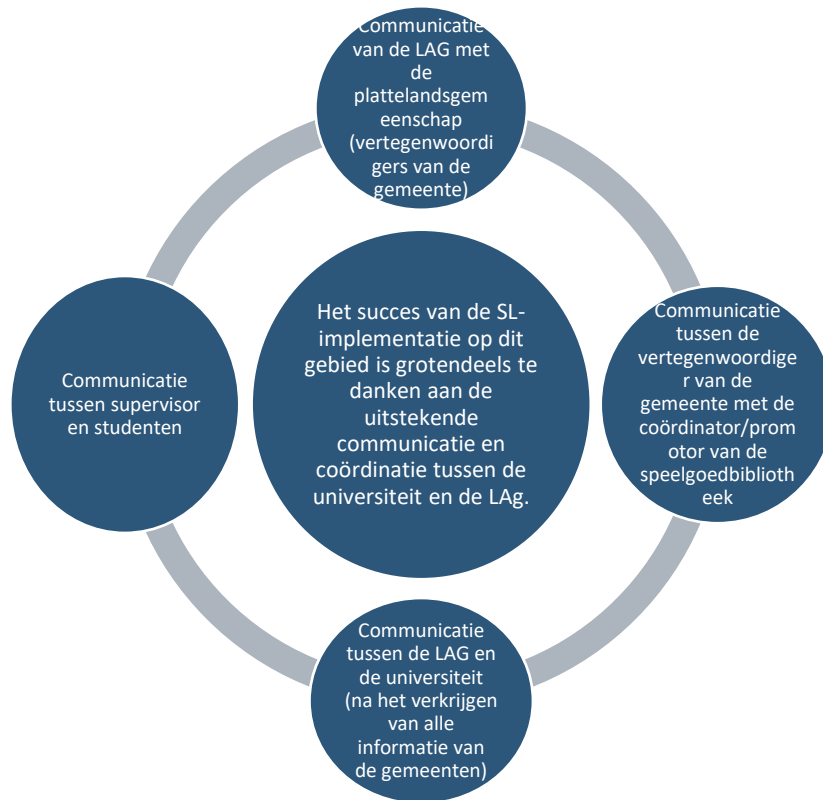 Communicatie
van de LAG met
de
plattelandsgem
eenschap
(vertegenwoordi
gers van de
gemeente)
Communicatie
tussen de
vertegenwoordige
r van de
gemeente met de
coördinator/prom
otor van de
speelgoedbiblioth
eek
Het succes van de SL-
implementatie op dit
gebied is grotendeels te
danken aan de
uitstekende
communicatie en
coördinatie tussen de
universiteit en de LAg.
Communicatie
tussen supervisor
en studenten
Communicatie
tussen de LAG en
de universiteit
(na het verkrijgen
van alle
informatie van
de gemeenten)